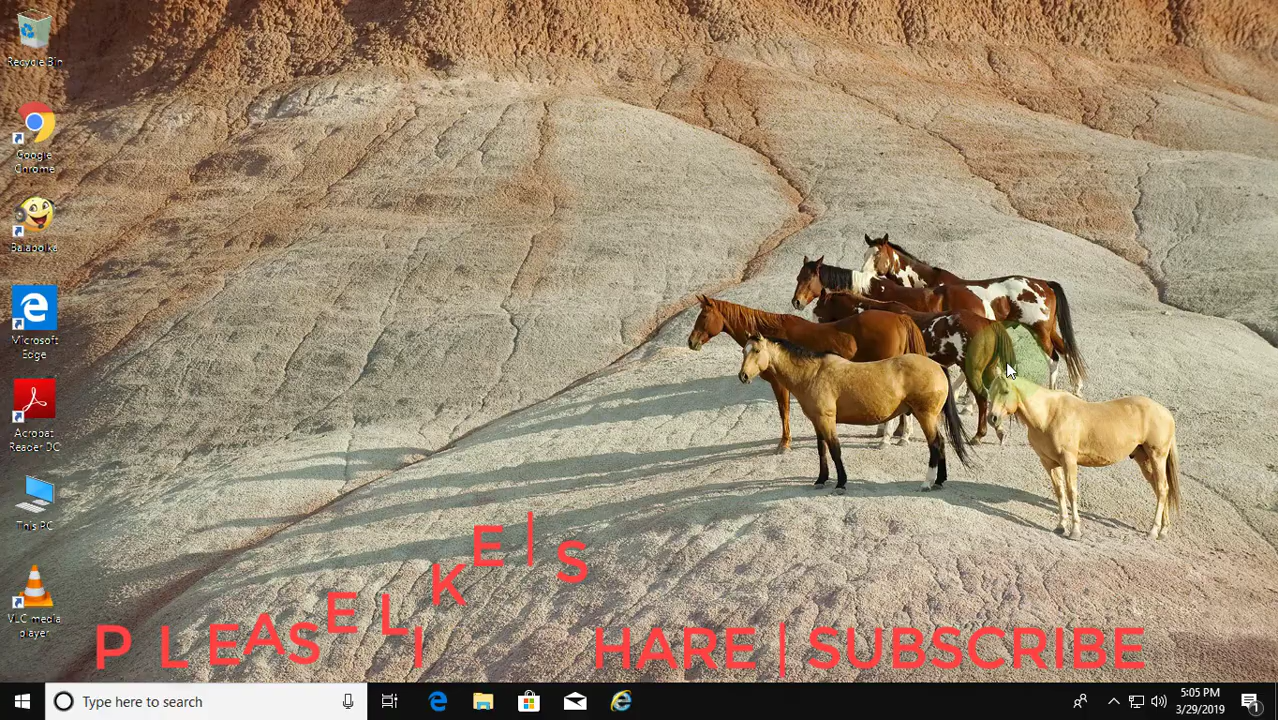 Recycle Bin
Google
Chrome
Balabolka
Microsoft
Edge
Acrobat
Reader DC
This PC
VLC media
player
PLEASE LIKE | SHARE | SUBSCRIBE
Type here to search
5:05 PM
3/29/2019
1